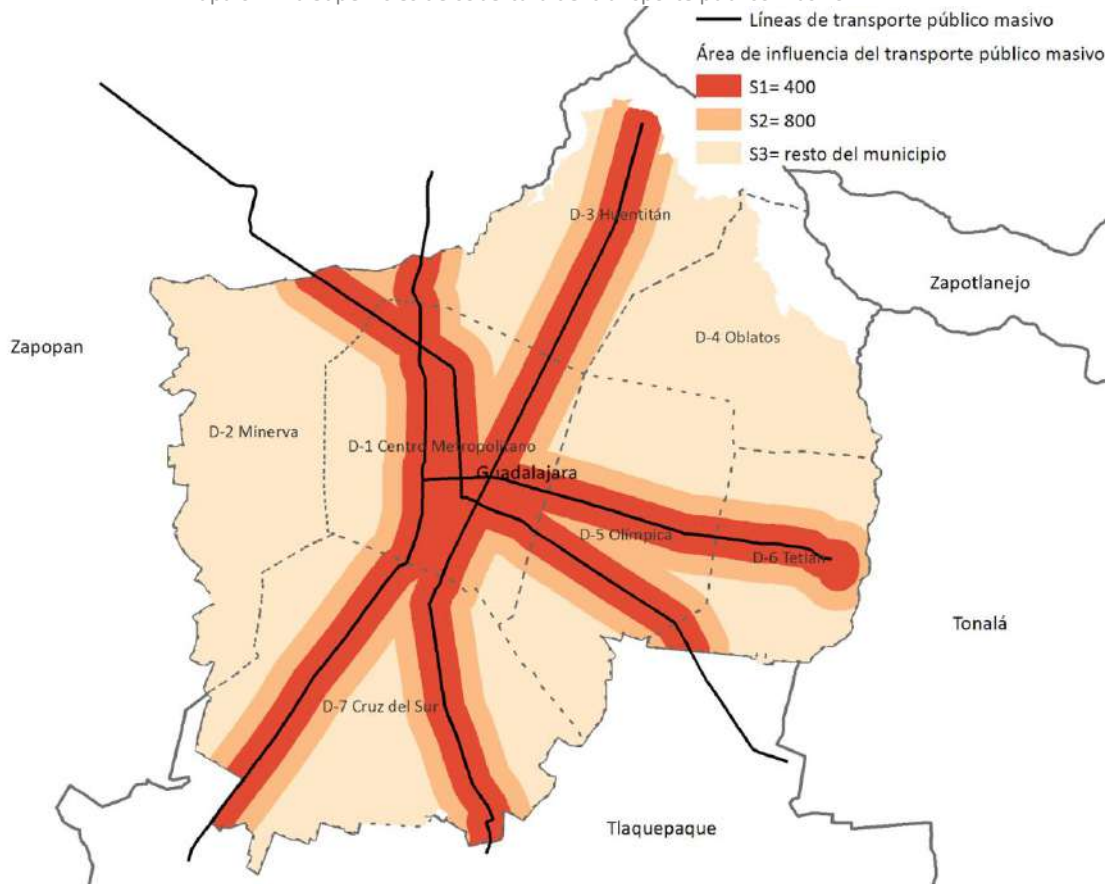 Líneas de transporte público masivo
Área de influencia del transporte público masivo
S1= 400
S2= 800
S3= resto del municipio
D-3 Huentitán
Zapotlanejo
Zapopan
D-4 Oblatos
D-2 Minerva
D-1 Centro Metropolitano
Guadalajara
D-5 Olímpica
D-6 Tetlán
Tonalá
D-7 Cruz del Sur
Tlaquepaque